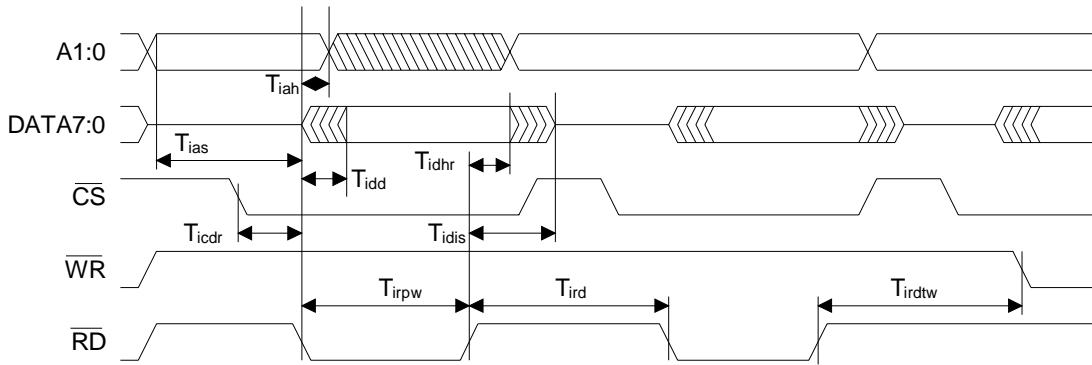 A1:0
Tiah
DATA7:0
Tias
Tidd
Tidhr
CS
Ticdr
Tidis
WR
Tirpw
Tird
Tirdtw
RD